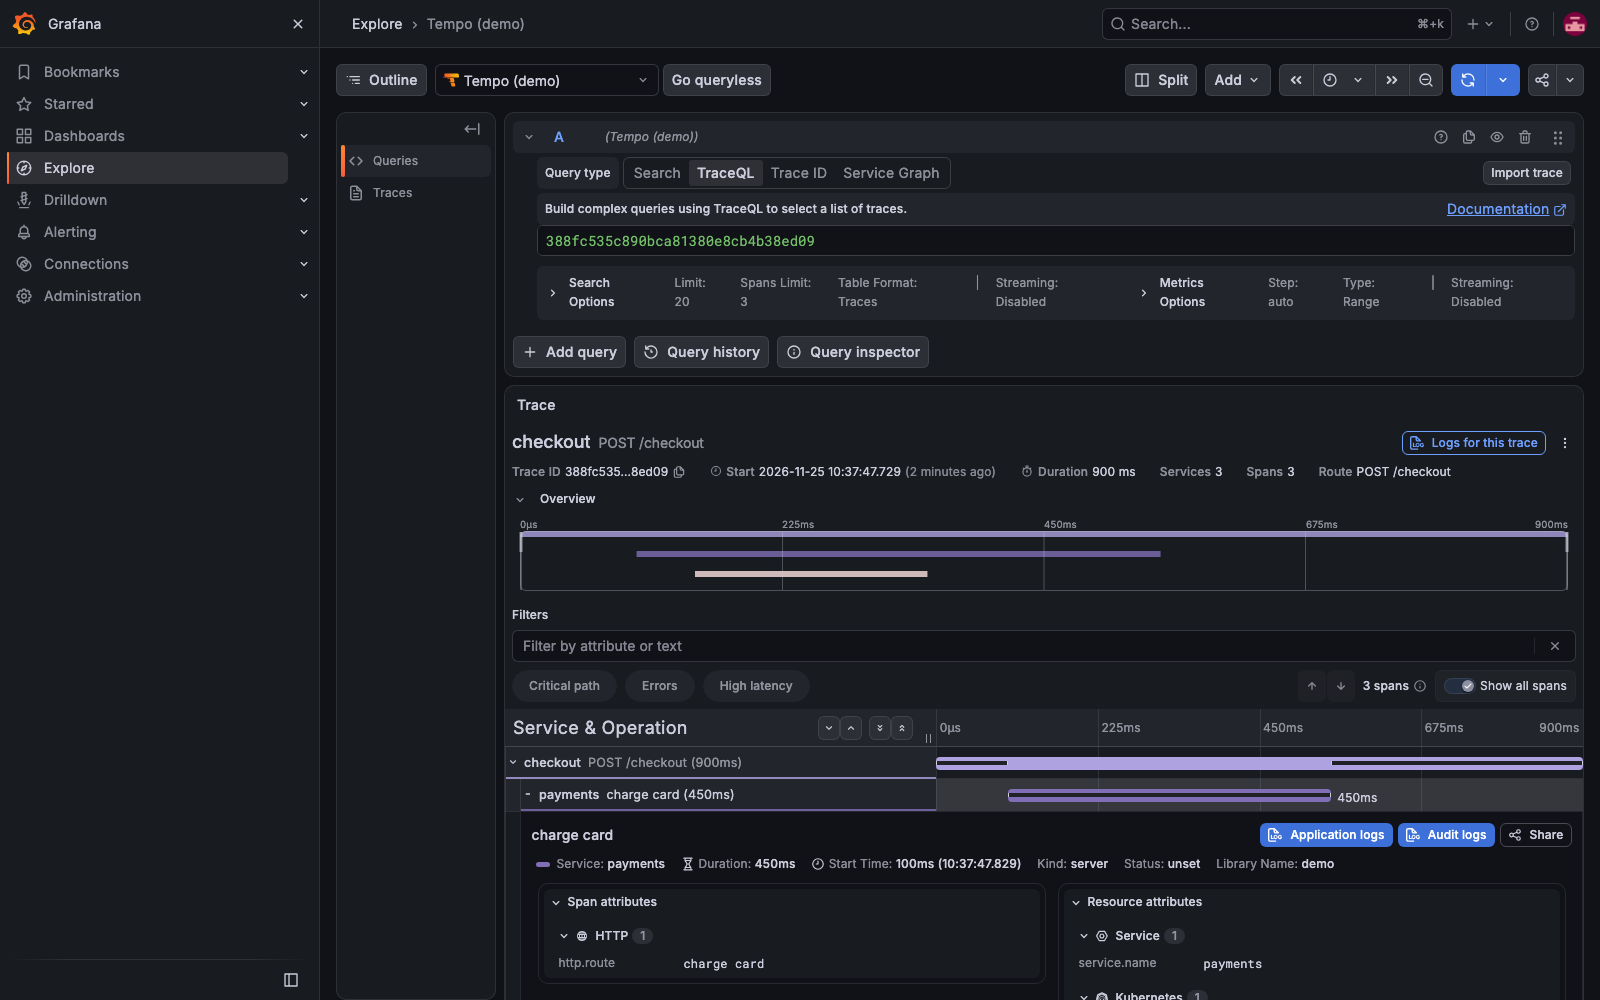 Grafana
Explore › Tempo (demo)
Search...
⌘+k
Bookmarks
Starred
Dashboards
Explore
Drilldown
Alerting
Connections
Administration
Outline
Tempo (demo)
Go queryless
Split
Add
Queries
Traces
A
(Tempo (demo))
Query type
Search
TraceQL
Trace ID
Service Graph
Import trace
Build complex queries using TraceQL to select a list of traces.
Documentation
388fc535c890bca81380e8cb4b38ed09
Search Options
Limit: 20
Spans Limit: 3
Table Format: Traces
Streaming: Disabled
Metrics Options
Step: auto
Type: Range
Streaming: Disabled
Add query
Query history
Query inspector
Trace
checkout POST /checkout
Logs for this trace
Trace ID 388fc535...8ed09
Start 2026-11-25 10:37:47.729 (2 minutes ago)
Duration 900 ms
Services 3
Spans 3
Route POST /checkout
Overview
0μs 225ms 450ms 675ms 900ms
Filters
Filter by attribute or text
Critical path
Errors
High latency
3 spans
Show all spans
Service & Operation
0μs 225ms 450ms 675ms 900ms
checkout POST /checkout (900ms)
payments charge card (450ms)
450ms
charge card
Application logs
Audit logs
Share
Service: payments
Duration: 450ms
Start Time: 100ms (10:37:47.829)
Kind: server
Status: unset
Library Name: demo
Span attributes
HTTP 1
http.route charge card
Resource attributes
Service 1
service.name payments
Kubernetes 1